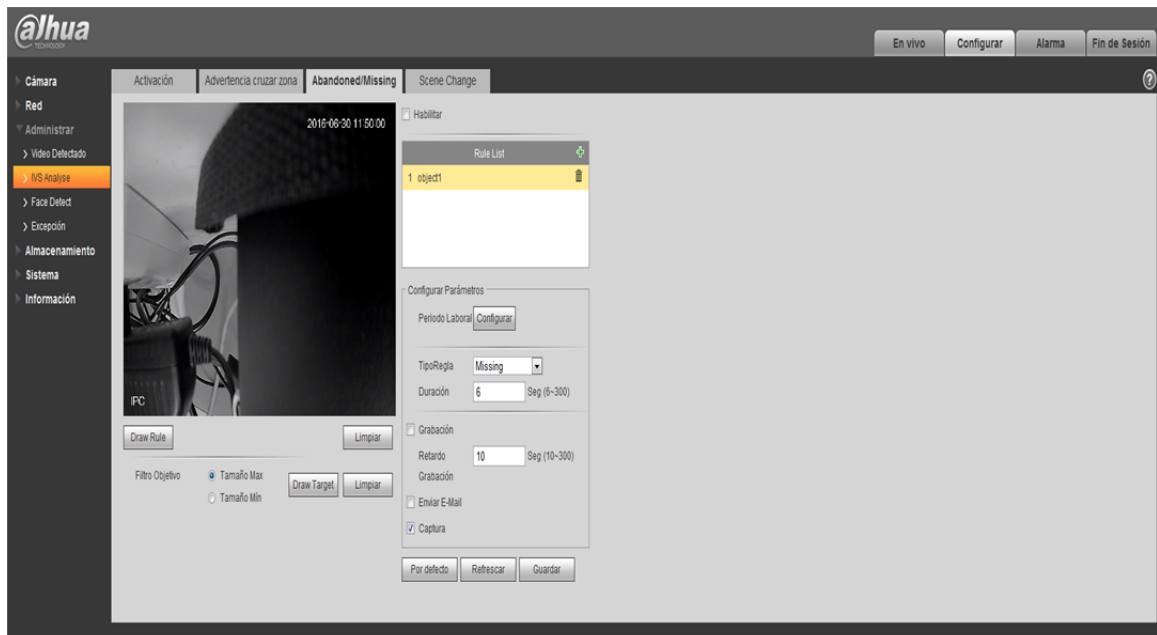 alhua
TECHNOLOGY
En vivo
Configurar
Alarma
Fin de Sesión
Cámara
Red
Administrar
Video Detectado
IVS Analyse
Face Detect
Excepción
Almacenamiento
Sistema
Información
Activación
Advertencia cruzar zona
Abandoned/Missing
Scene Change
2016-06-30 11:50:00
IPC
Draw Rule
Limpiar
Filtro Objetivo
Tamaño Max
Tamaño Mín
Draw Target
Limpiar
Habilitar
Rule List
1 object1
Configurar Parámetros
Periodo Laboral Configurar
TipoRegla Missing
Duración 6 Seg (6~300)
Grabación
Retardo 10 Seg (10~300)
Grabación
Enviar E-Mail
Captura
Por defecto
Refrescar
Guardar